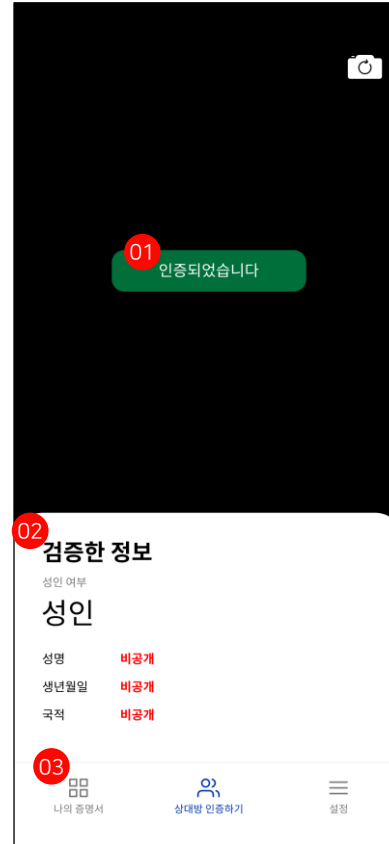 01
인증되었습니다
02
검증한 정보
성인 여부
성인
성명 비공개
생년월일 비공개
국적 비공개
03
나의 증명서 상대방 인증하기 설정